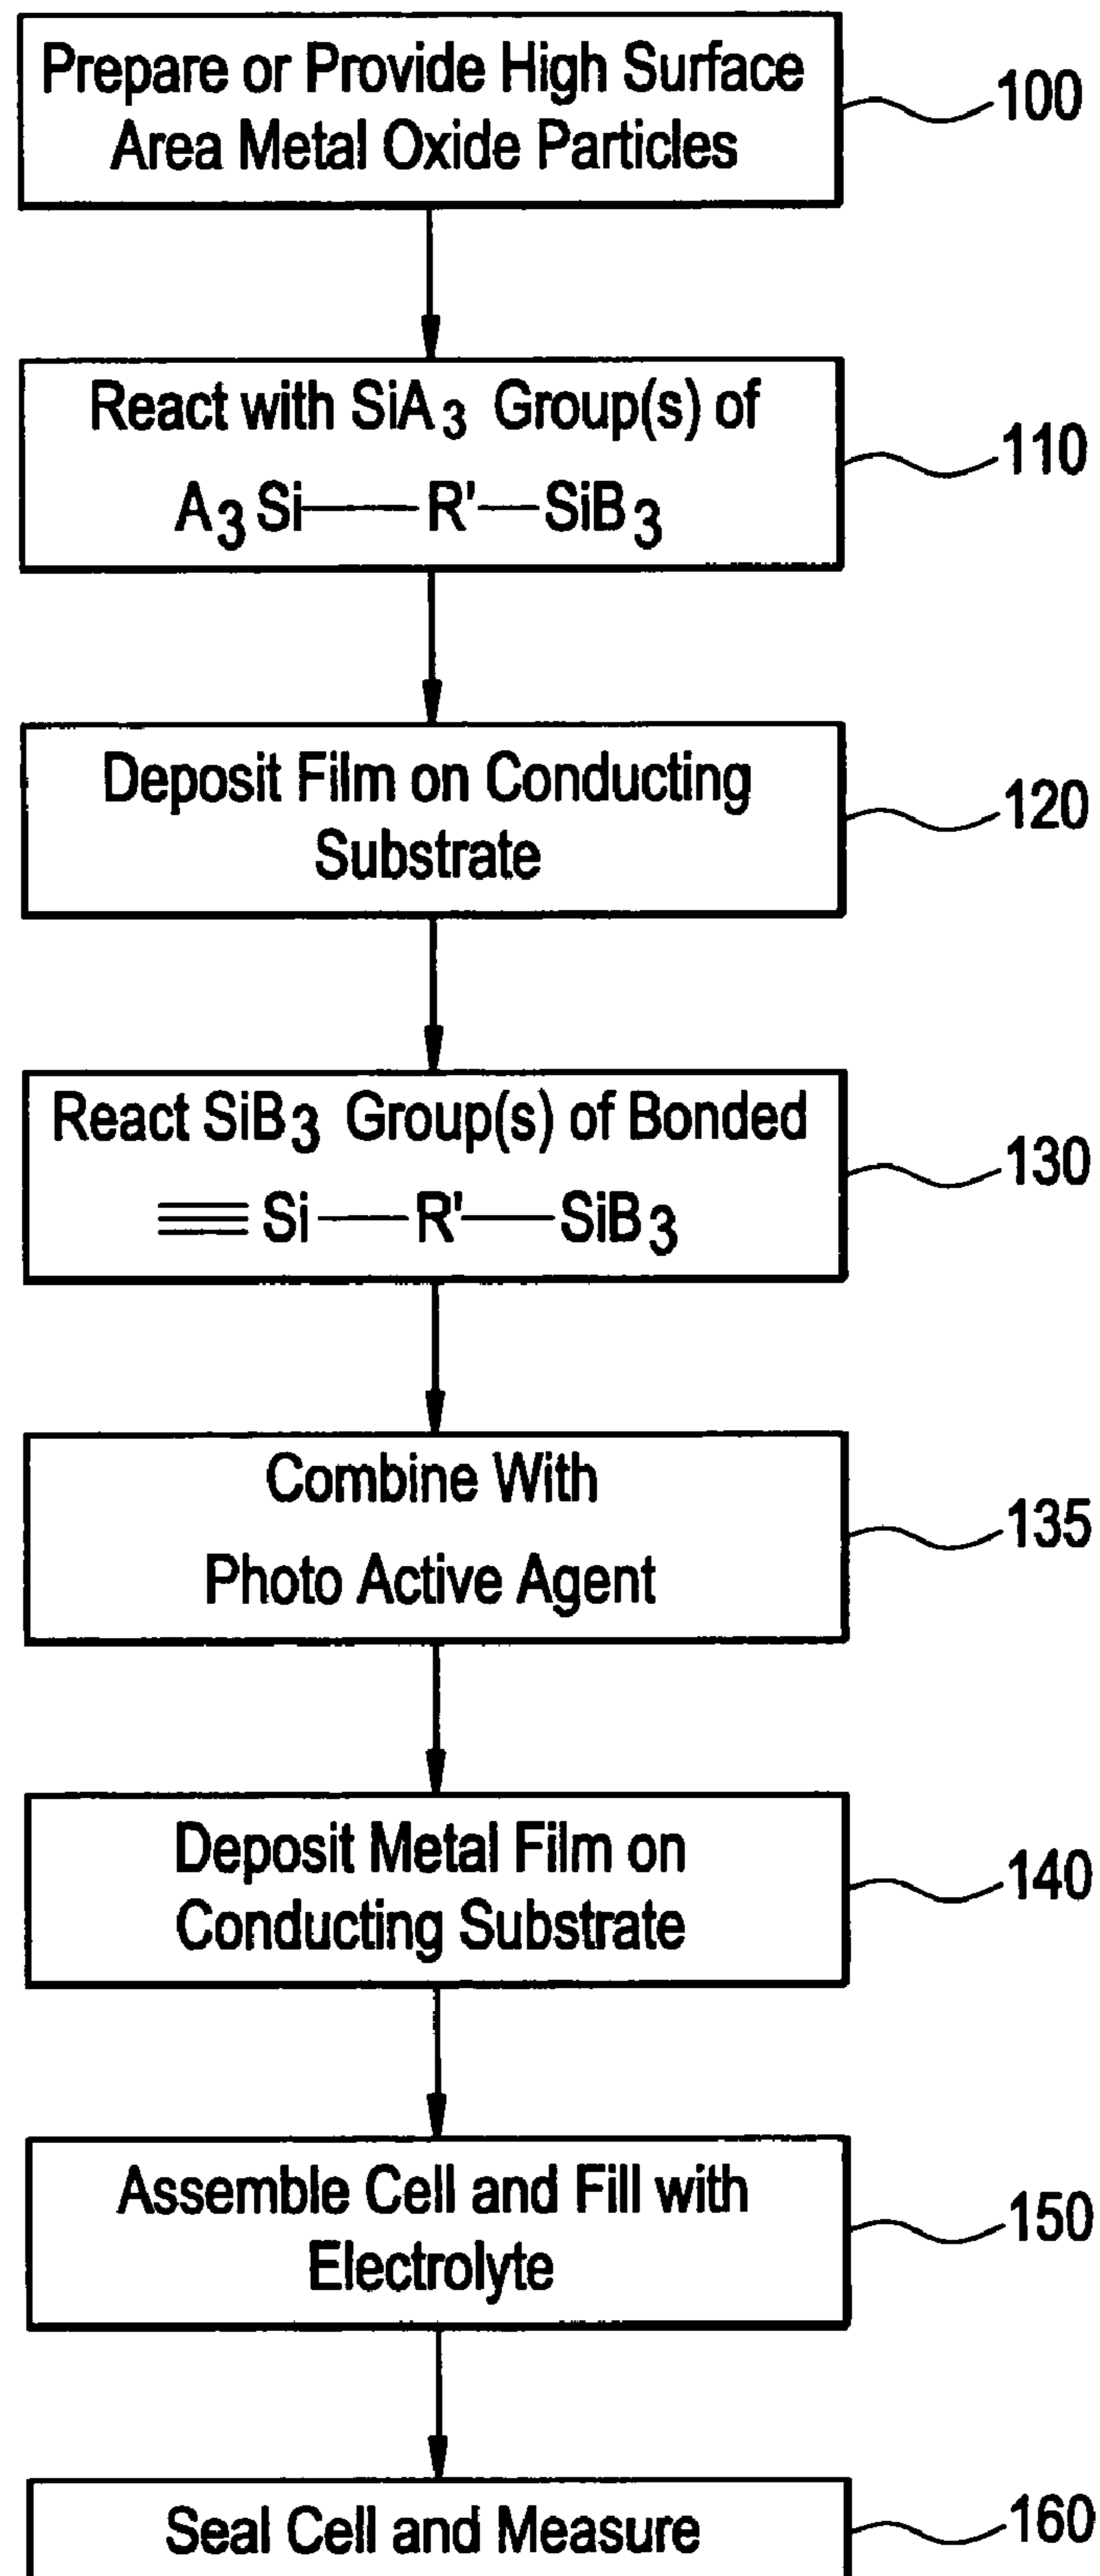 Prepare or Provide High Surface
Area Metal Oxide Particles
100
React with SiA3 Group(s) of
A3 Si—R'—SiB3
110
Deposit Film on Conducting
Substrate
120
React SiB3 Group(s) of Bonded
≡Si—R'—SiB3
130
Combine With
Photo Active Agent
135
Deposit Metal Film on
Conducting Substrate
140
Assemble Cell and Fill with
Electrolyte
150
Seal Cell and Measure
160